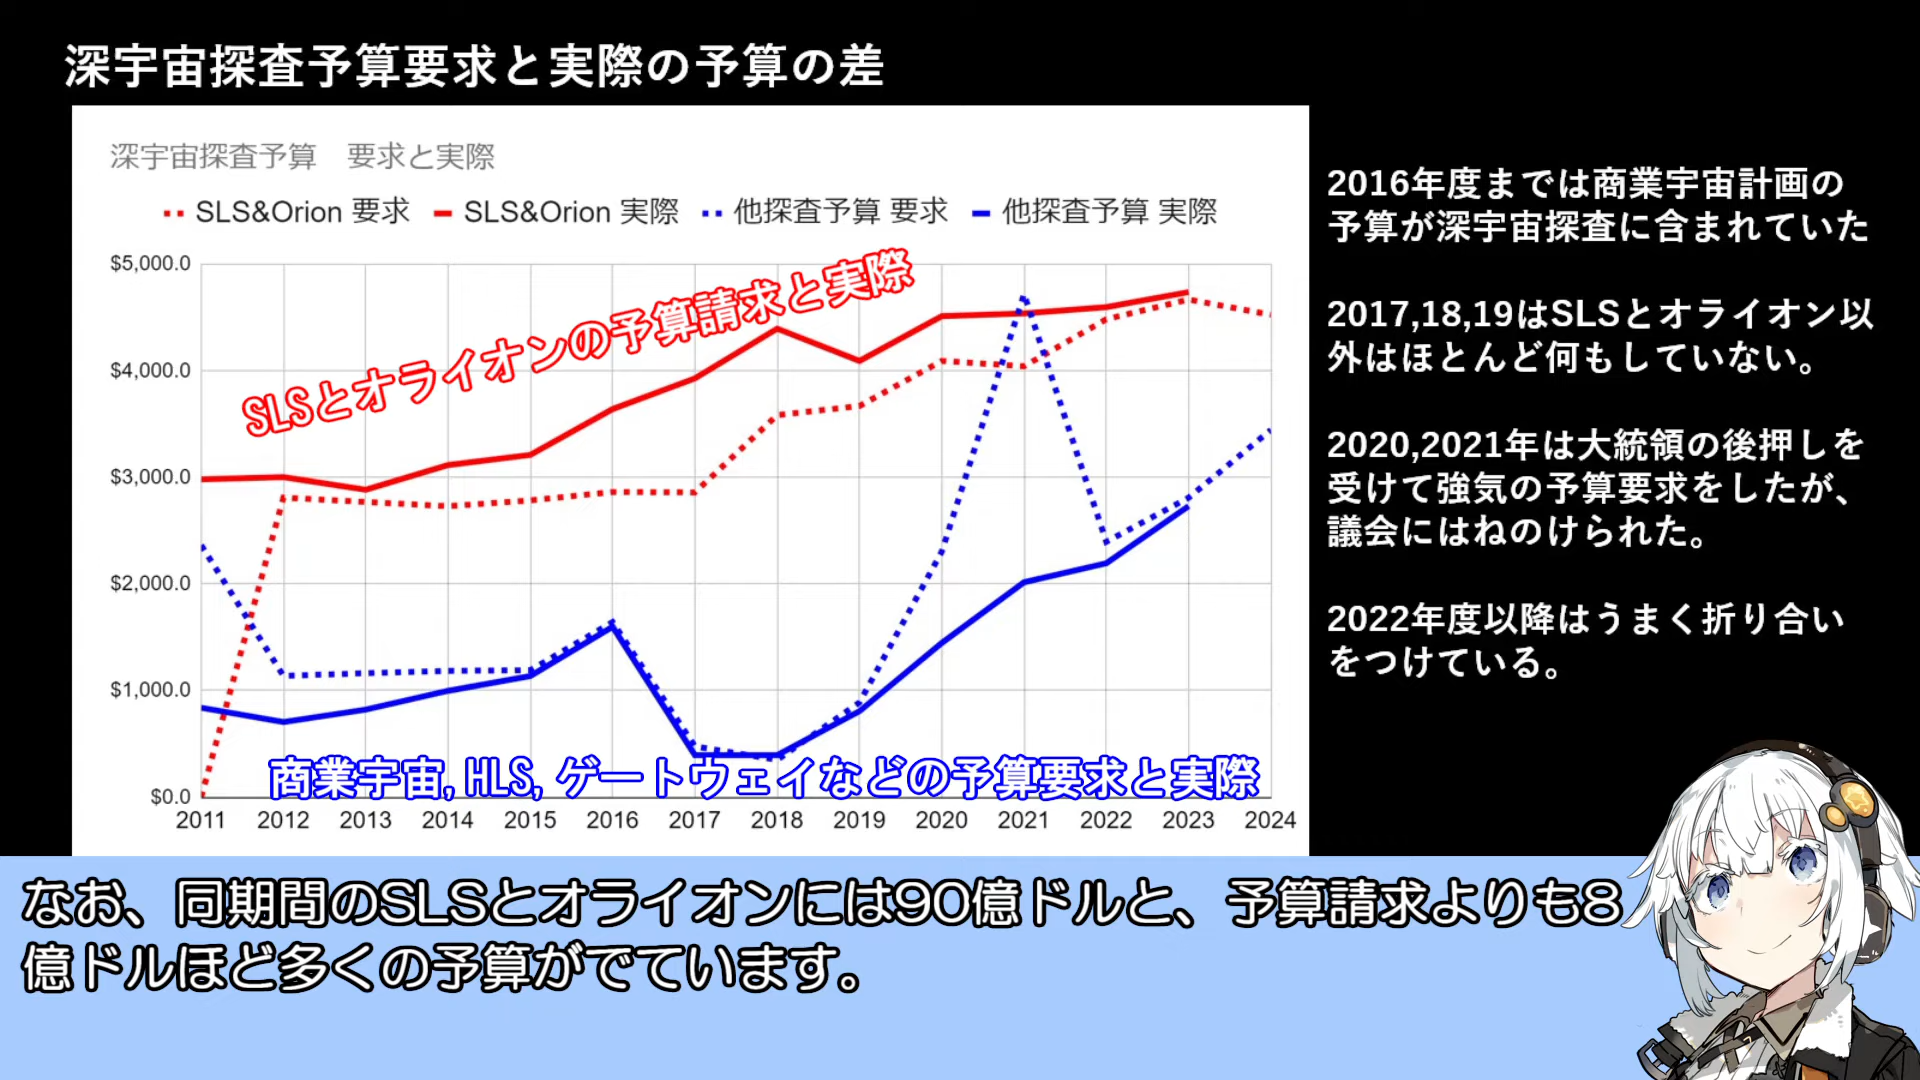 深宇宙探査予算要求と実際の予算の差
深宇宙探査予算　要求と実際
SLS&Orion 要求 SLS&Orion 実際 他探査予算 要求 他探査予算 実際
$5,000.0
$4,000.0
$3,000.0
$2,000.0
$1,000.0
$0.0
SLSとオライオンの予算請求と実際
商業宇宙,HLS,ゲートウェイなどの予算要求と実際
2011 2012 2013 2014 2015 2016 2017 2018 2019 2020 2021 2022 2023 2024
2016年度までは商業宇宙計画の
予算が深宇宙探査に含まれていた
2017,18,19はSLSとオライオン以
外はほとんど何もしていない。
2020,2021年は大統領の後押しを
受けて強気の予算要求をしたが、
議会にはねのけられた。
2022年度以降はうまく折り合い
をつけている。
なお、同期間のSLSとオライオンには90億ドルと、予算請求よりも8
億ドルほど多くの予算がでています。